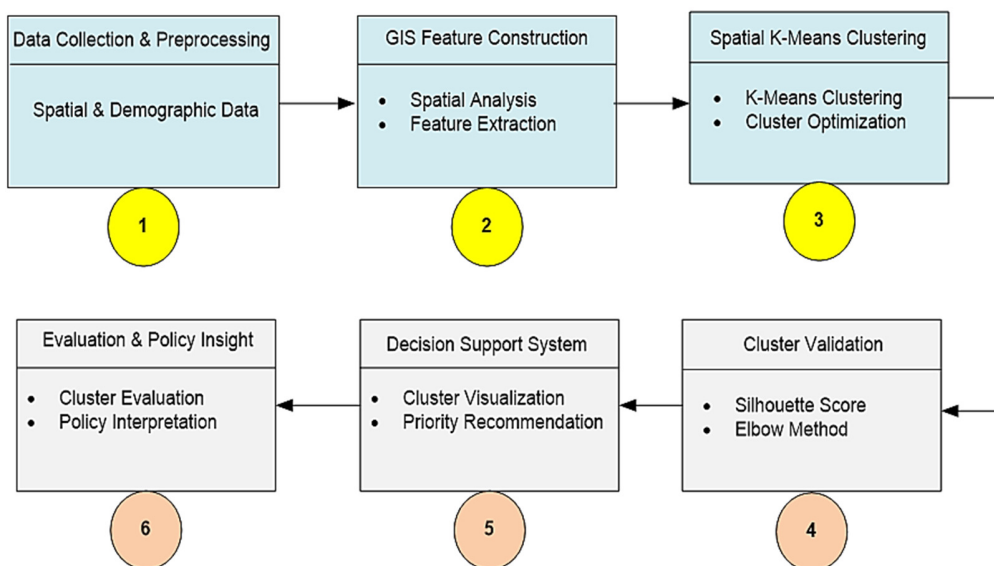 Data Collection & Preprocessing
Spatial & Demographic Data
1
GIS Feature Construction
• Spatial Analysis
• Feature Extraction
2
Spatial K-Means Clustering
• K-Means Clustering
• Cluster Optimization
3
Cluster Validation
• Silhouette Score
• Elbow Method
4
Decision Support System
• Cluster Visualization
• Priority Recommendation
5
Evaluation & Policy Insight
• Cluster Evaluation
• Policy Interpretation
6